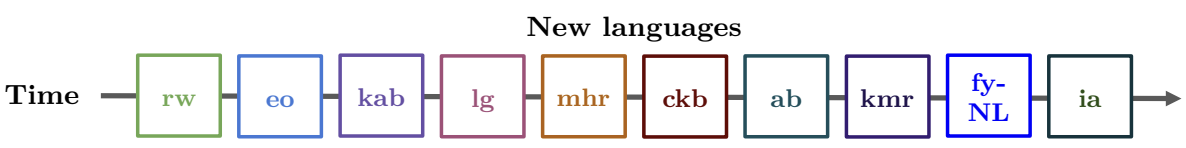 New languages
Time
rw
eo
kab
lg
mhr
ckb
ab
kmr
fy-
NL
ia